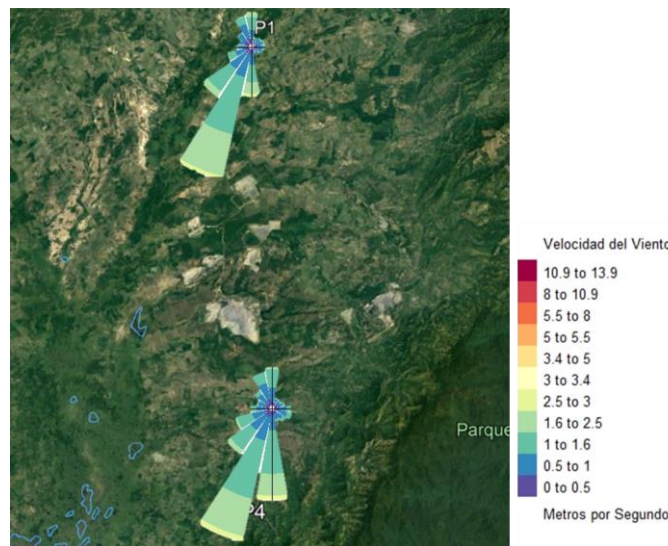 P1
Parque
P4
Velocidad del Viento
10.9 to 13.9
8 to 10.9
5.5 to 8
5 to 5.5
3.4 to 5
3 to 3.4
2.5 to 3
1.6 to 2.5
1 to 1.6
0.5 to 1
0 to 0.5
Metros por Segundo